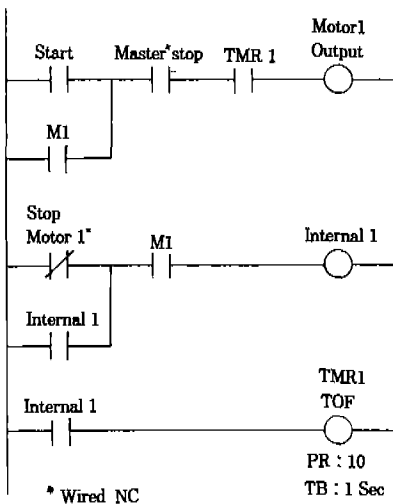 Motor1
Start Master*stop TMR 1 Output
M1
Stop
Motor 1* M1 Internal 1
Internal 1
TMR1
Internal 1 TOF
PR : 10
* Wired NC TB : 1 Sec